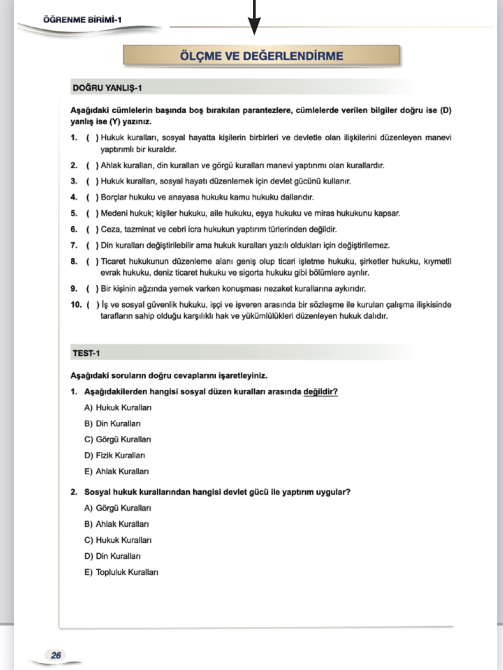 ÖĞRENME BİRİMİ-1
ÖLÇME VE DEĞERLENDİRME
DOĞRU YANLIŞ-1
Aşağıdaki cümlelerin başında boş bırakılan parantezlere, cümlelerde verilen bilgiler doğru ise (D)
yanlış ise (Y) yazınız.
1. ( ) Hukuk kuralları, sosyal hayatta kişilerin birbirleri ve devletle olan ilişkilerini düzenleyen manevi
yaptırımlı bir kuraldır.
2. ( ) Ahlak kuralları, din kuralları ve görgü kuralları manevi yaptırımı olan kurallardır.
3. ( ) Hukuk kuralları, sosyal hayatı düzenlemek için devlet gücünü kullanır.
4. ( ) Borçlar hukuku ve anayasa hukuku kamu hukuku dallarıdır.
5. ( ) Medeni hukuk; kişiler hukuku, aile hukuku, eşya hukuku ve miras hukukunu kapsar.
6. ( ) Ceza, tazminat ve cebri icra hukukun yaptırım türlerinden değildir.
7. ( ) Din kuralları değiştirilebilir ama hukuk kuralları yazılı oldukları için değiştirilemez.
8. ( ) Ticaret hukukunun düzenleme alanı geniş olup ticari işletme hukuku, şirketler hukuku, kıymetli
evrak hukuku, deniz ticaret hukuku ve sigorta hukuku gibi bölümlere ayrılır.
9. ( ) Bir kişinin ağzında yemek varken konuşması nezaket kurallarına aykırıdır.
10. ( ) İş ve sosyal güvenlik hukuku, işçi ve işveren arasında bir sözleşme ile kurulan çalışma ilişkisinde
tarafların sahip olduğu karşılıklı hak ve yükümlülükleri düzenleyen hukuk dalıdır.
TEST-1
Aşağıdaki soruların doğru cevaplarını işaretleyiniz.
1. Aşağıdakilerden hangisi sosyal düzen kuralları arasında değildir?
A) Hukuk Kuralları
B) Din Kuralları
C) Görgü Kuralları
D) Fizik Kuralları
E) Ahlak Kuralları
2. Sosyal hukuk kurallarından hangisi devlet gücü ile yaptırım uygular?
A) Görgü Kuralları
B) Ahlak Kuralları
C) Hukuk Kuralları
D) Din Kuralları
E) Topluluk Kuralları
26